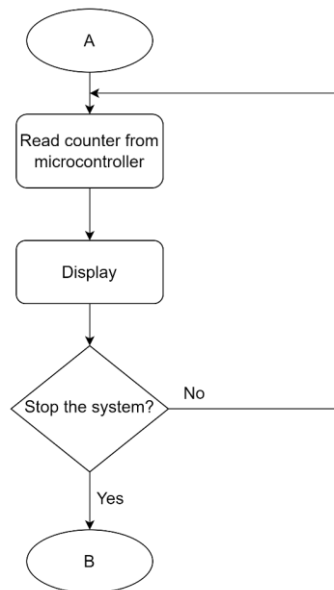 A
Read counter from
microcontroller
Display
Stop the system?
No
Yes
B